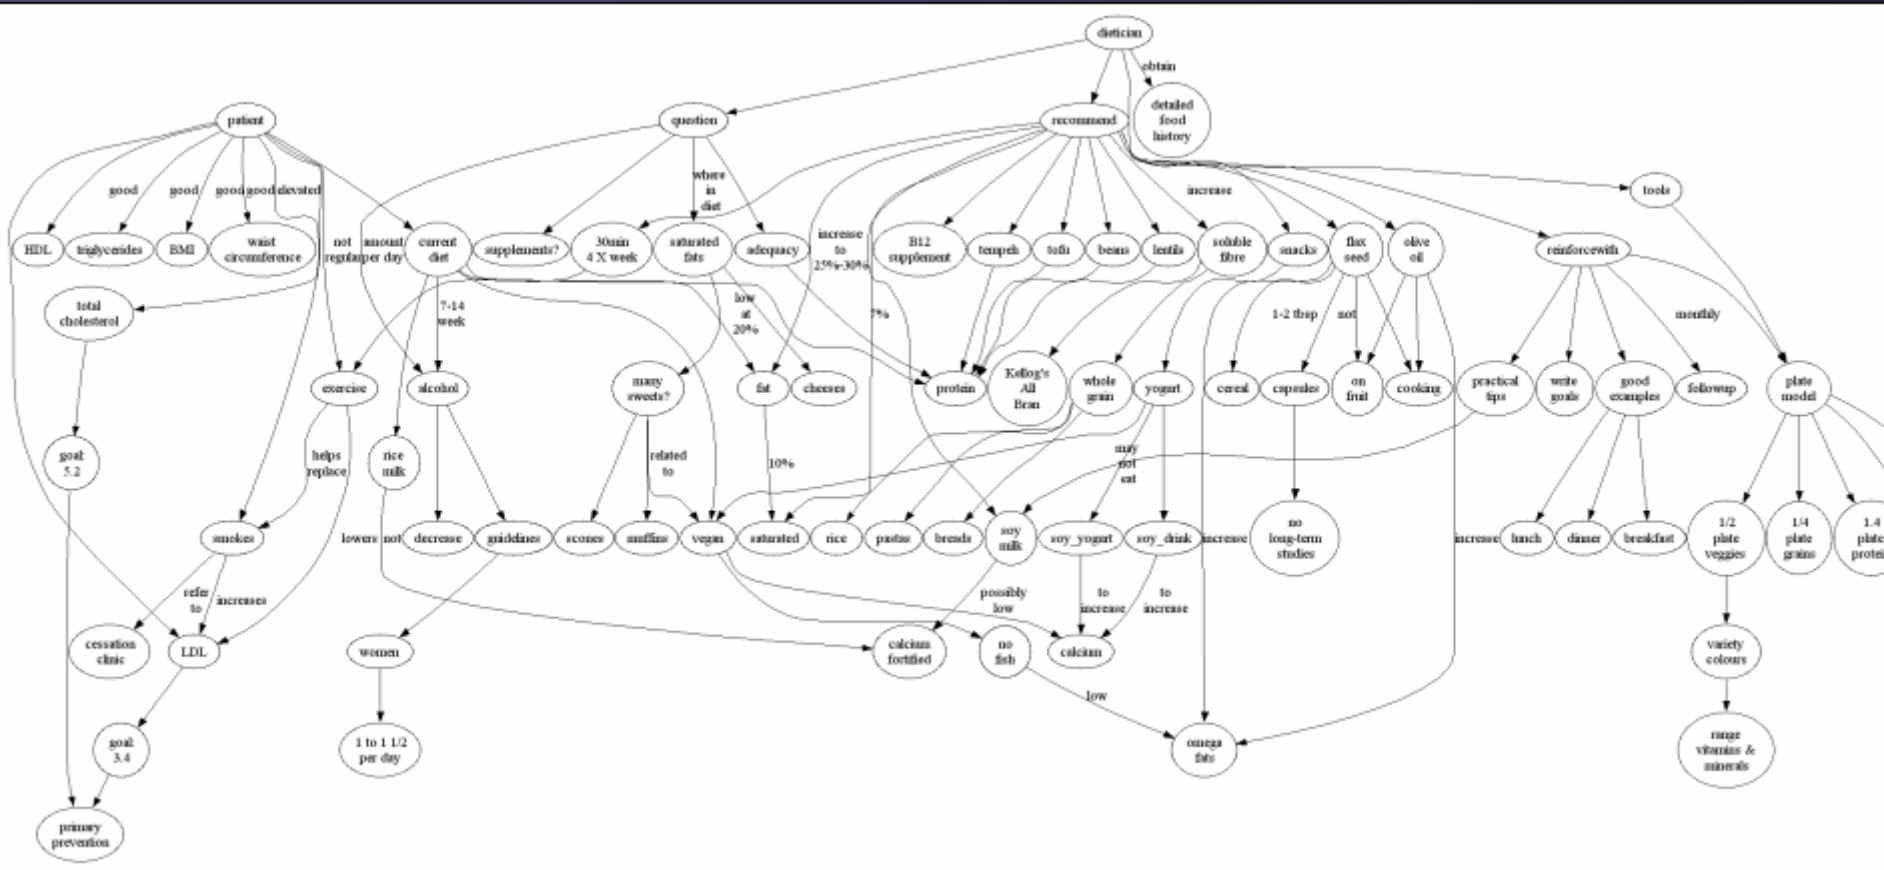 dietician
obtain
detailed
food
history
patient
question
recommend
good
good
good
good
elevated
where
in
diet
increase
tools
HDL
triglycerides
BMI
waist
circumference
not
regular
amount
per day
current
diet
supplements?
30min
4 X week
saturated
fats
adequacy
increase
to
25%-30%
B12
supplement
tempeh
tofu
beans
lentils
soluble
fibre
snacks
flax
seed
olive
oil
reinforcewith
total
cholesterol
7-14
week
low
at
20%
7%
1-2 tbsp
not
monthly
exercise
alcohol
many
sweets?
fat
cheeses
protein
Kellog's
All
Bran
whole
grain
yogurt
cereal
capsules
on
fruit
cooking
practical
tips
write
goals
good
examples
followup
plate
model
goal:
5.2
helps
replace
rice
milk
related
to
10%
may
not
eat
smokes
lowers
not
decrease
guidelines
scones
muffins
vegan
saturated
rice
pastas
breads
soy
milk
soy_yogurt
soy_drink
increase
no
long-term
studies
increase
lunch
dinner
breakfast
1/2
plate
veggies
1/4
plate
grains
1.4
plate
protei
refer
to
increases
possibly
low
to
increase
to
increase
cessation
clinic
LDL
women
calcium
fortified
no
fish
calcium
variety
colours
low
goal:
3.4
1 to 1 1/2
per day
omega
fats
range
vitamins &
minerals
primary
prevention